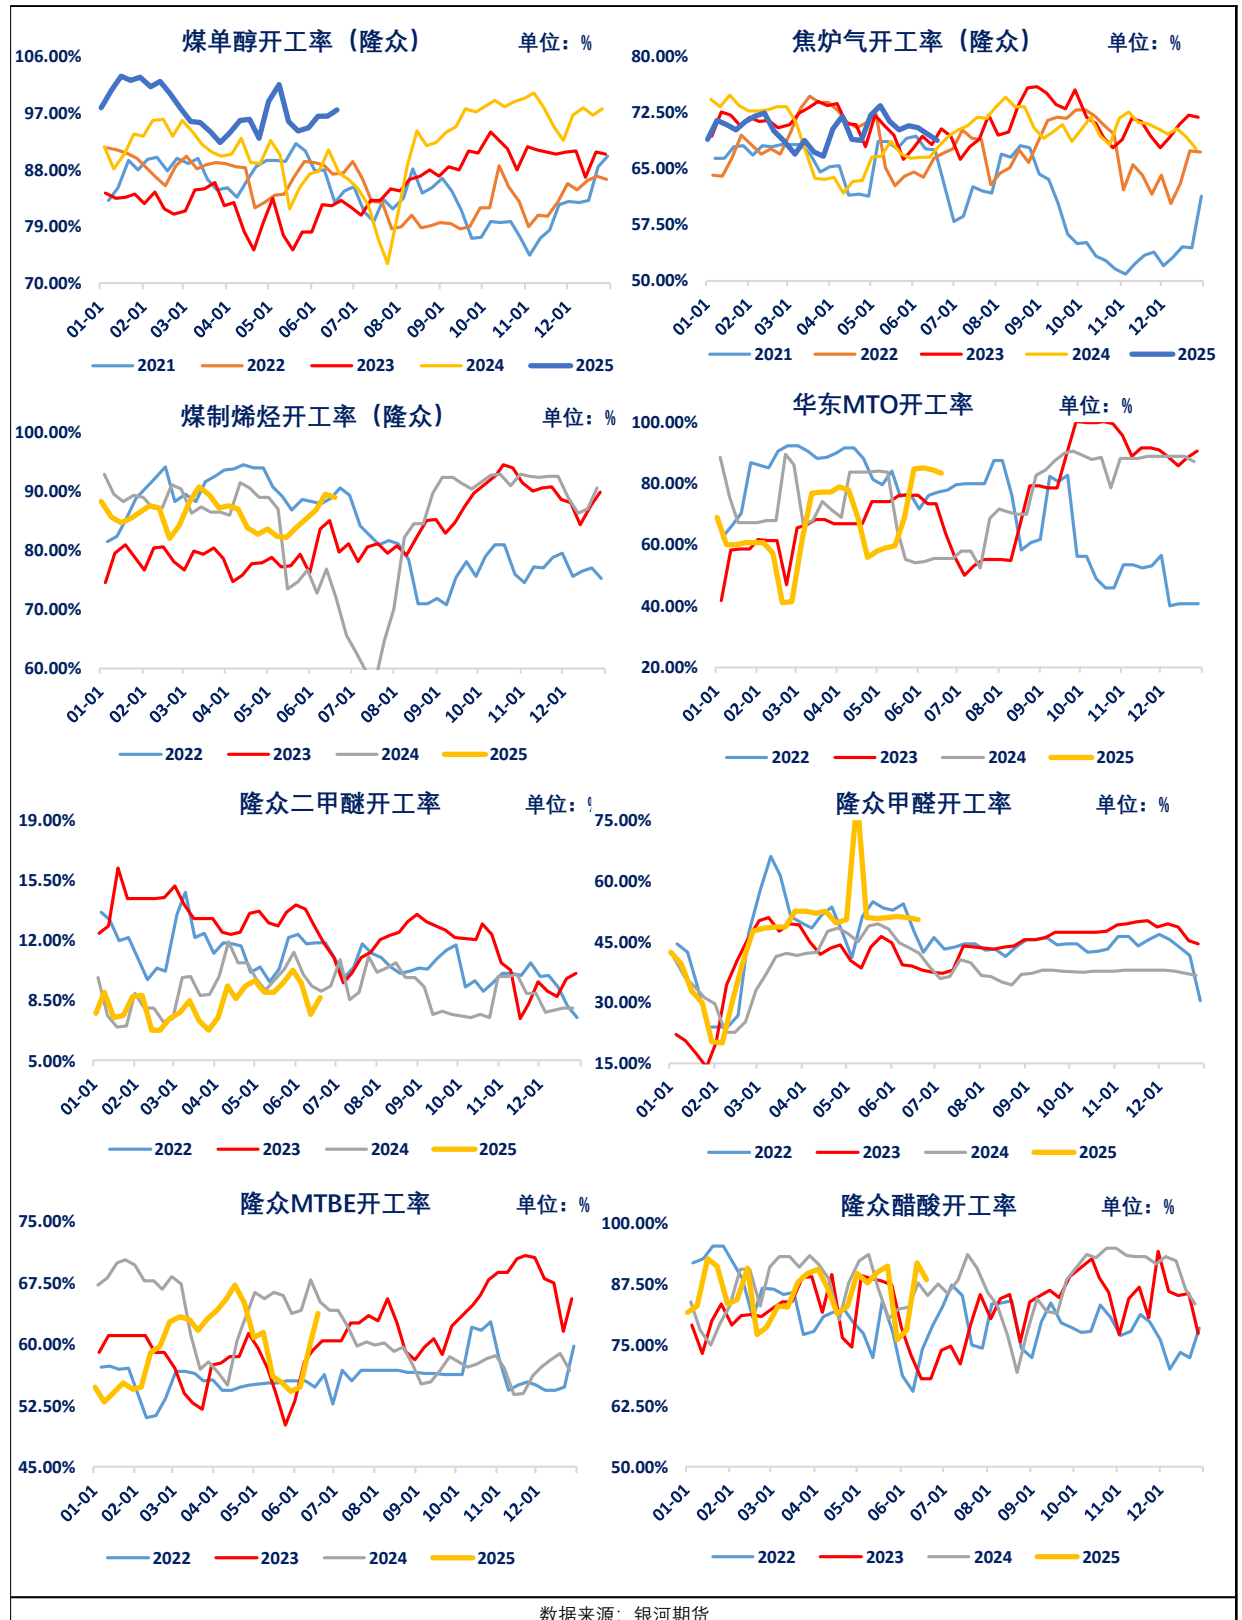 煤单醇开工率（隆众） 单位：%
106.00%
97.00%
88.00%
79.00%
70.00%
01-01 02-01 03-01 04-01 05-01 06-01 07-01 08-01 09-01 10-01 11-01 12-01
2021 2022 2023 2024 2025
焦炉气开工率（隆众） 单位：%
80.00%
72.50%
65.00%
57.50%
50.00%
01-01 02-01 03-01 04-01 05-01 06-01 07-01 08-01 09-01 10-01 11-01 12-01
2021 2022 2023 2024 2025
煤制烯烃开工率（隆众） 单位：%
100.00%
90.00%
80.00%
70.00%
60.00%
01-01 02-01 03-01 04-01 05-01 06-01 07-01 08-01 09-01 10-01 11-01 12-01
2022 2023 2024 2025
华东MTO开工率 单位：%
100.00%
80.00%
60.00%
40.00%
20.00%
01-01 02-01 03-01 04-01 05-01 06-01 07-01 08-01 09-01 10-01 11-01 12-01
2022 2023 2024 2025
隆众二甲醚开工率 单位：%
19.00%
15.50%
12.00%
8.50%
5.00%
01-01 02-01 03-01 04-01 05-01 06-01 07-01 08-01 09-01 10-01 11-01 12-01
2022 2023 2024 2025
隆众甲醛开工率 单位：%
75.00%
60.00%
45.00%
30.00%
15.00%
01-01 02-01 03-01 04-01 05-01 06-01 07-01 08-01 09-01 10-01 11-01 12-01
2022 2023 2024 2025
隆众MTBE开工率 单位：%
75.00%
67.50%
60.00%
52.50%
45.00%
01-01 02-01 03-01 04-01 05-01 06-01 07-01 08-01 09-01 10-01 11-01 12-01
2022 2023 2024 2025
隆众醋酸开工率 单位：%
100.00%
87.50%
75.00%
62.50%
50.00%
01-01 02-01 03-01 04-01 05-01 06-01 07-01 08-01 09-01 10-01 11-01 12-01
2022 2023 2024 2025
数据来源：银河期货